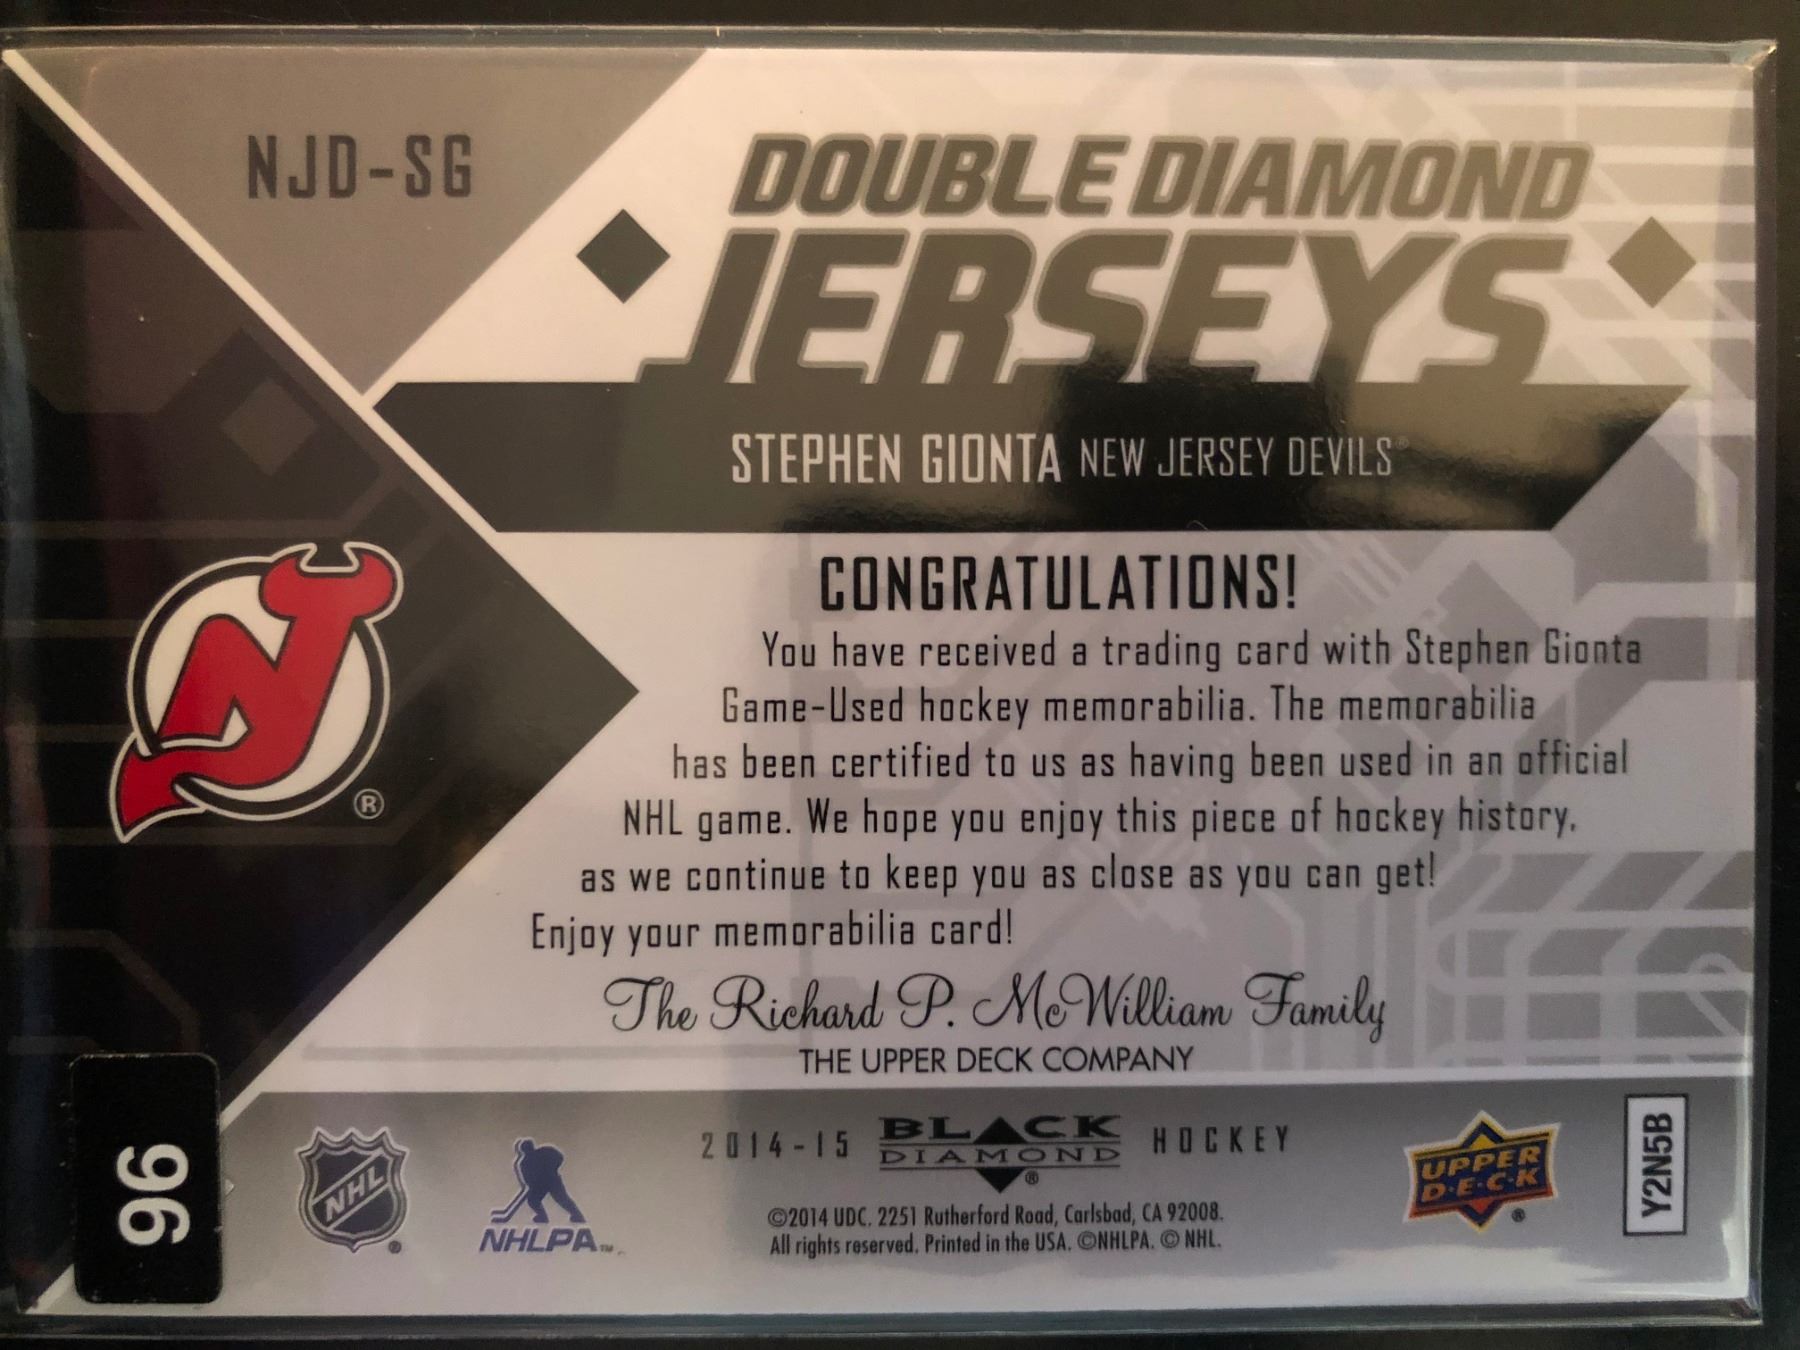 NJD-SG
DOUBLE DIAMOND
JERSEYS
STEPHEN GIONTA NEW JERSEY DEVILS®
CONGRATULATIONS!
You have received a trading card with Stephen Gionta
Game-Used hockey memorabilia. The memorabilia
has been certified to us as having been used in an official
NHL game. We hope you enjoy this piece of hockey history,
as we continue to keep you as close as you can get!
Enjoy your memorabilia card!
The Richard P. McWilliam Family
THE UPPER DECK COMPANY
®
96
NHL ®
NHLPA™
2014-15 BLACK DIAMOND® HOCKEY
©2014 UDC. 2251 Rutherford Road, Carlsbad, CA 92008.
All rights reserved. Printed in the USA. ©NHLPA. © NHL.
UPPER
D·E·C·K ®
Y2N5B